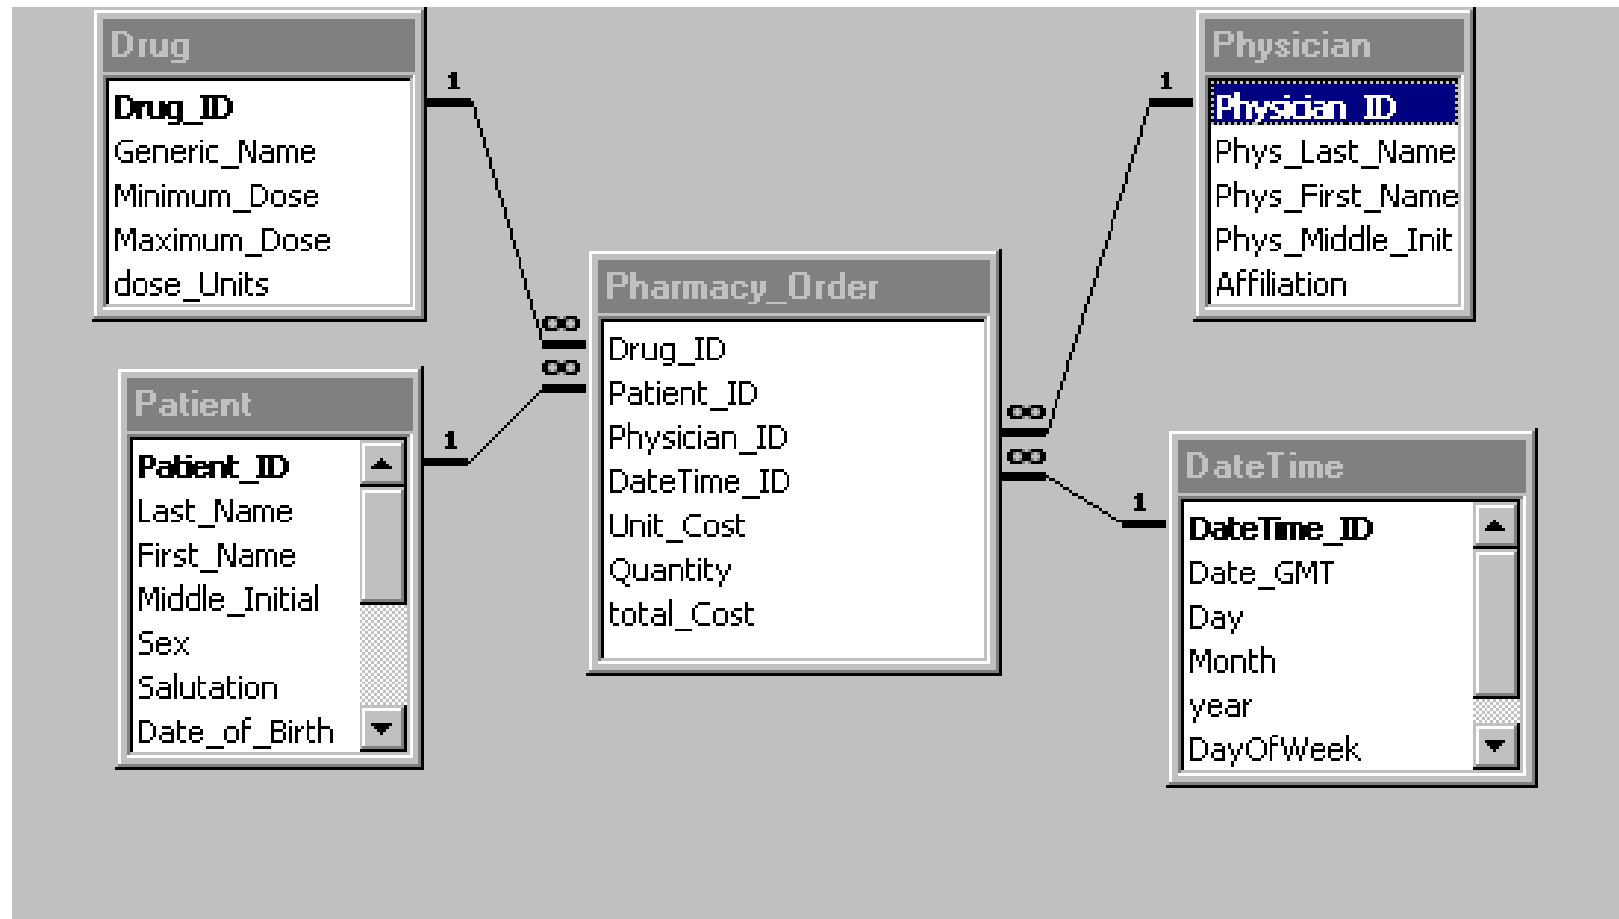 Drug
Drug_ID
Generic_Name
Minimum_Dose
Maximum_Dose
dose_Units
1
Physician
Physician_ID
Phys_Last_Name
Phys_First_Name
Phys_Middle_Init
Affiliation
1
Pharmacy_Order
Drug_ID
Patient_ID
Physician_ID
DateTime_ID
Unit_Cost
Quantity
total_Cost
∞
∞
∞
∞
Patient
Patient_ID
Last_Name
First_Name
Middle_Initial
Sex
Salutation
Date_of_Birth
1
DateTime
DateTime_ID
Date_GMT
Day
Month
year
DayOfWeek
1